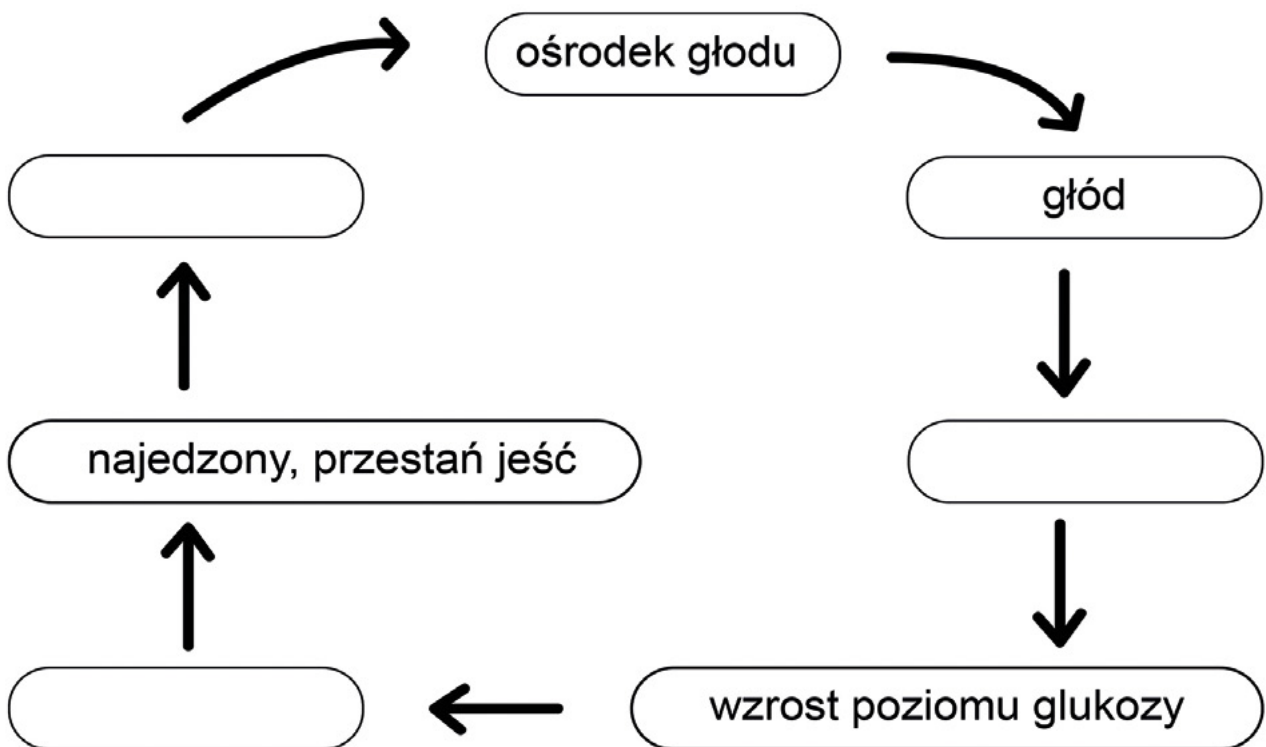 ośrodek głodu
głód
najedzony, przestań jeść
wzrost poziomu glukozy